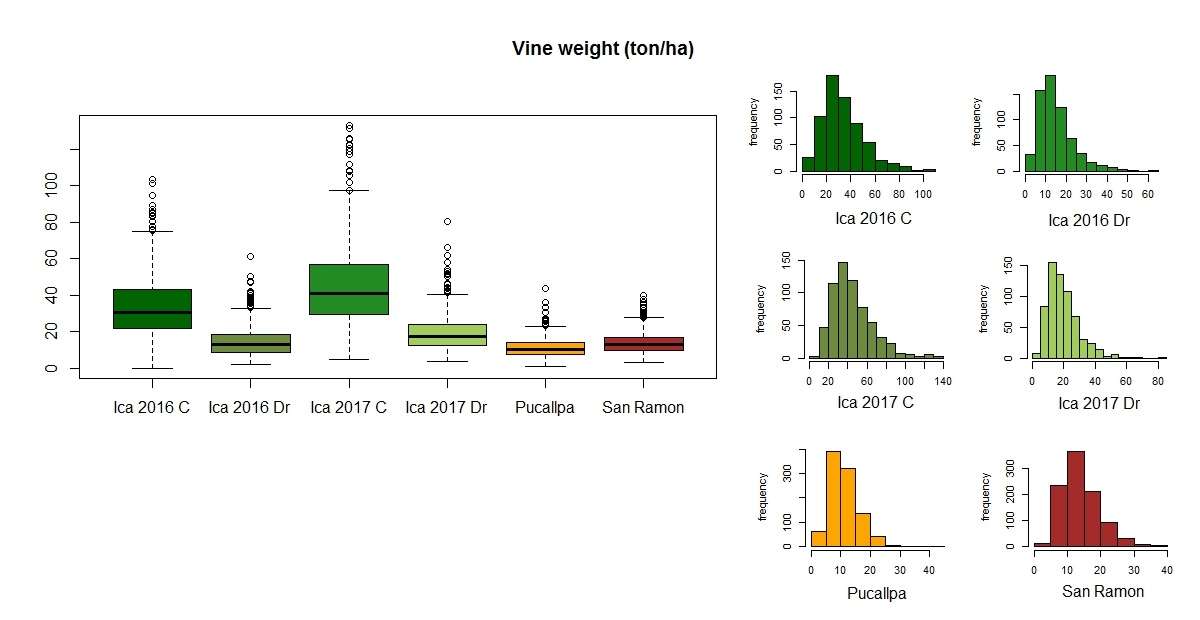 Vine weight (ton/ha)
0 20 40 60 80 100
Ica 2016 C Ica 2016 Dr Ica 2017 C Ica 2017 Dr Pucallpa San Ramon
frequency
0 50 150
0 20 40 60 80 100
Ica 2016 C
frequency
0 50 100
0 10 20 30 40 50 60
Ica 2016 Dr
frequency
0 50 100 150
0 20 60 100 140
Ica 2017 C
frequency
0 50 100 150
0 20 40 60 80
Ica 2017 Dr
frequency
0 100 300
0 10 20 30 40
Pucallpa
frequency
0 100 200 300
0 10 20 30 40
San Ramon